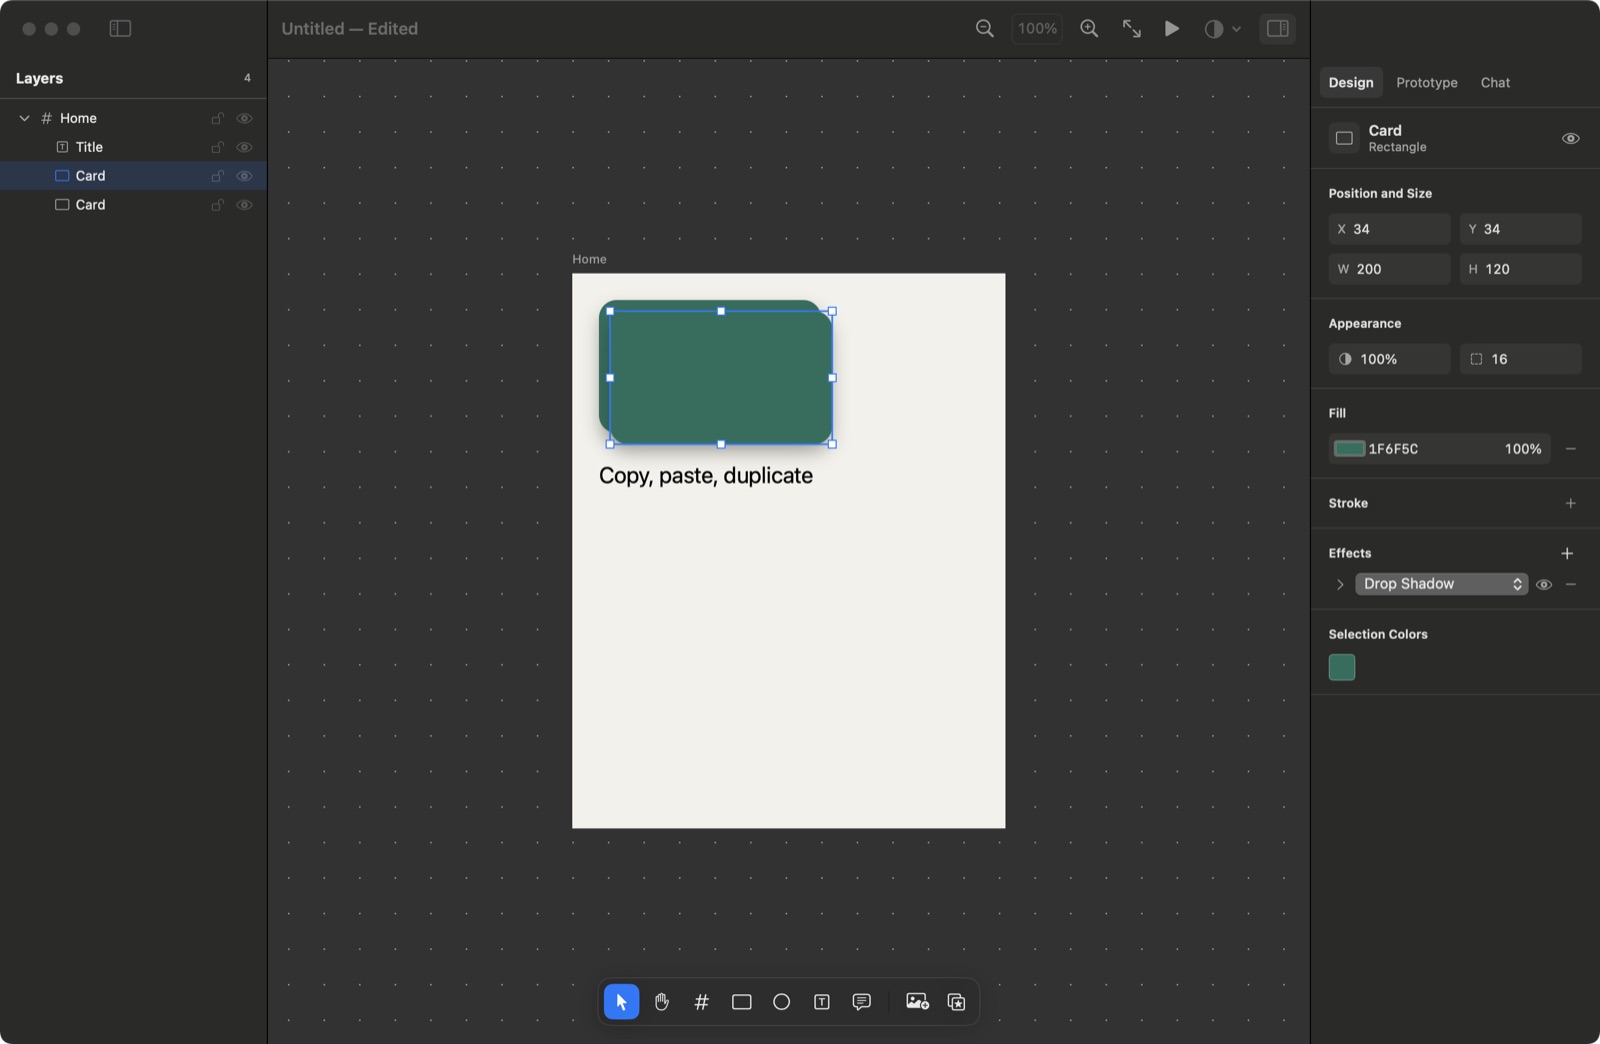 Untitled — Edited
100%
Layers
4
Home
Title
Card
Card
Home
Copy, paste, duplicate
Design Prototype Chat
Card
Rectangle
Position and Size
X 34 Y 34
W 200 H 120
Appearance
100% 16
Fill
1F6F5C 100%
Stroke
Effects
Drop Shadow
Selection Colors